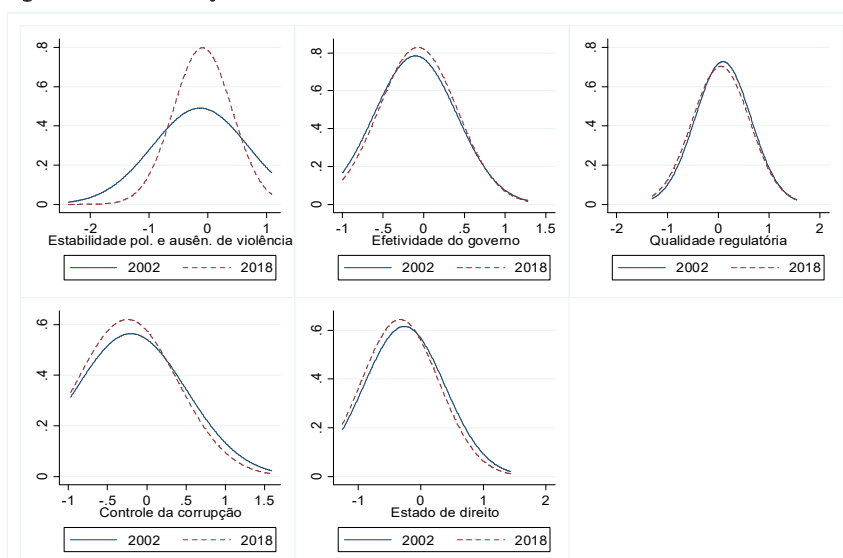 .8
.6
.4
.2
0
-2 -1 0 1
Estabilidade pol. e ausên. de violência
2002 2018
.8
.6
.4
.2
0
-1 -.5 0 .5 1 1.5
Efetividade do governo
2002 2018
.8
.6
.4
.2
0
-2 -1 0 1 2
Qualidade regulatória
2002 2018
.6
.4
.2
0
-1 -.5 0 .5 1 1.5
Controle da corrupção
2002 2018
.6
.4
.2
0
-1 0 1 2
Estado de direito
2002 2018